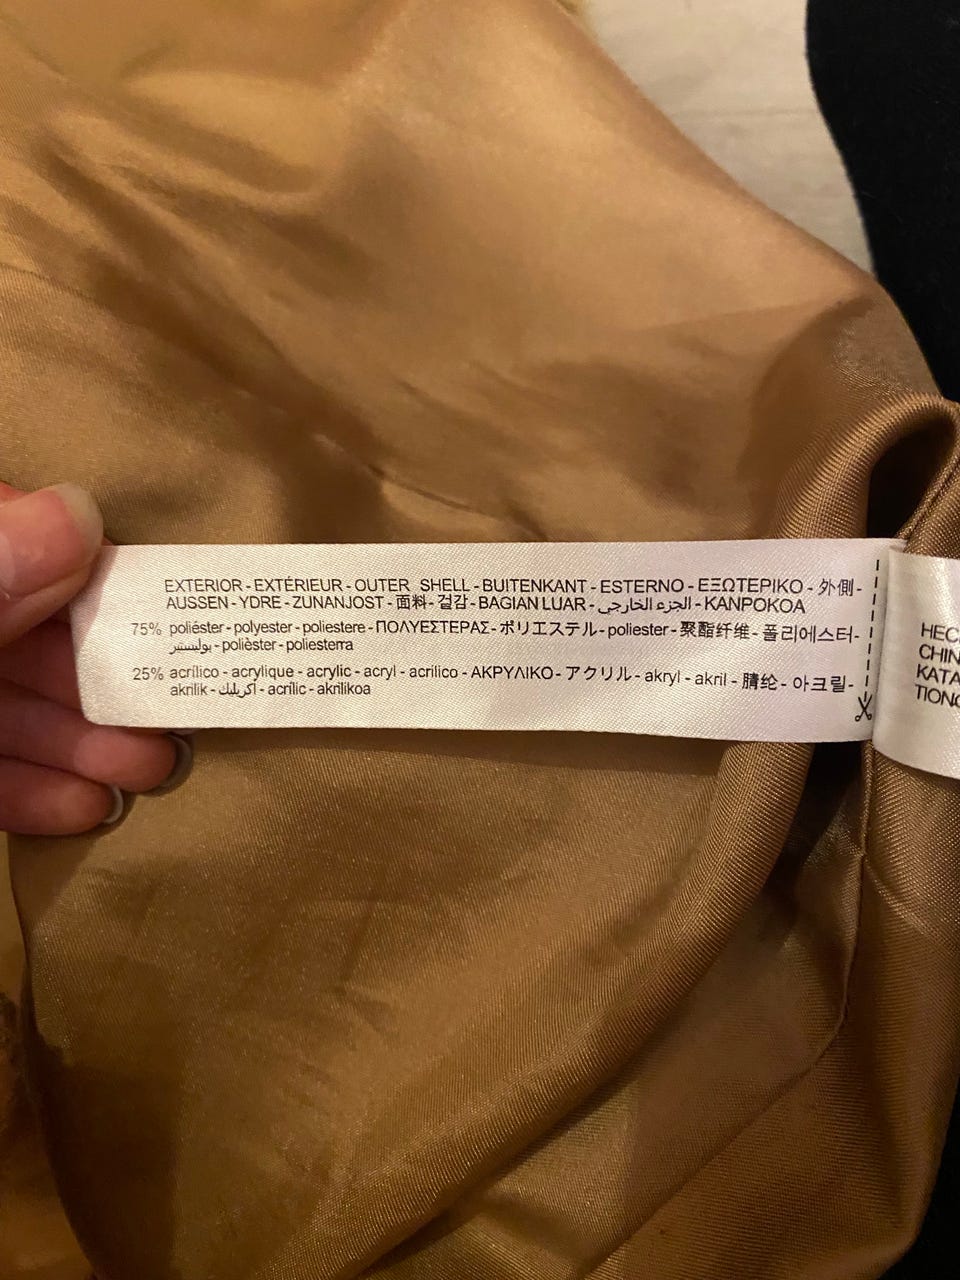 EXTERIOR - EXTÉRIEUR - OUTER SHELL - BUITENKANT - ESTERNO - ΕΞΩΤΕΡΙΚΟ - 外側 -
AUSSEN - YDRE - ZUNANJOST - 面料 - 겉감 - BAGIAN LUAR - الجزء الخارجي - KANPOKOA
75% poliéster - polyester - poliestere - ΠΟΛΥΕΣΤΕΡΑΣ - ポリエステル - poliester - 聚酯纤维 - 폴리에스터 -
بوليستير - polièster - poliesterra
25% acrílico - acrylique - acrylic - acryl - acrilico - ΑΚΡΥΛΙΚΟ - アクリル - akryl - akril - 腈纶 - 아크릴 -
akrilik - أكريليك - acrílic - akrilikoa
HEC
CHIN
KATA
TIONG